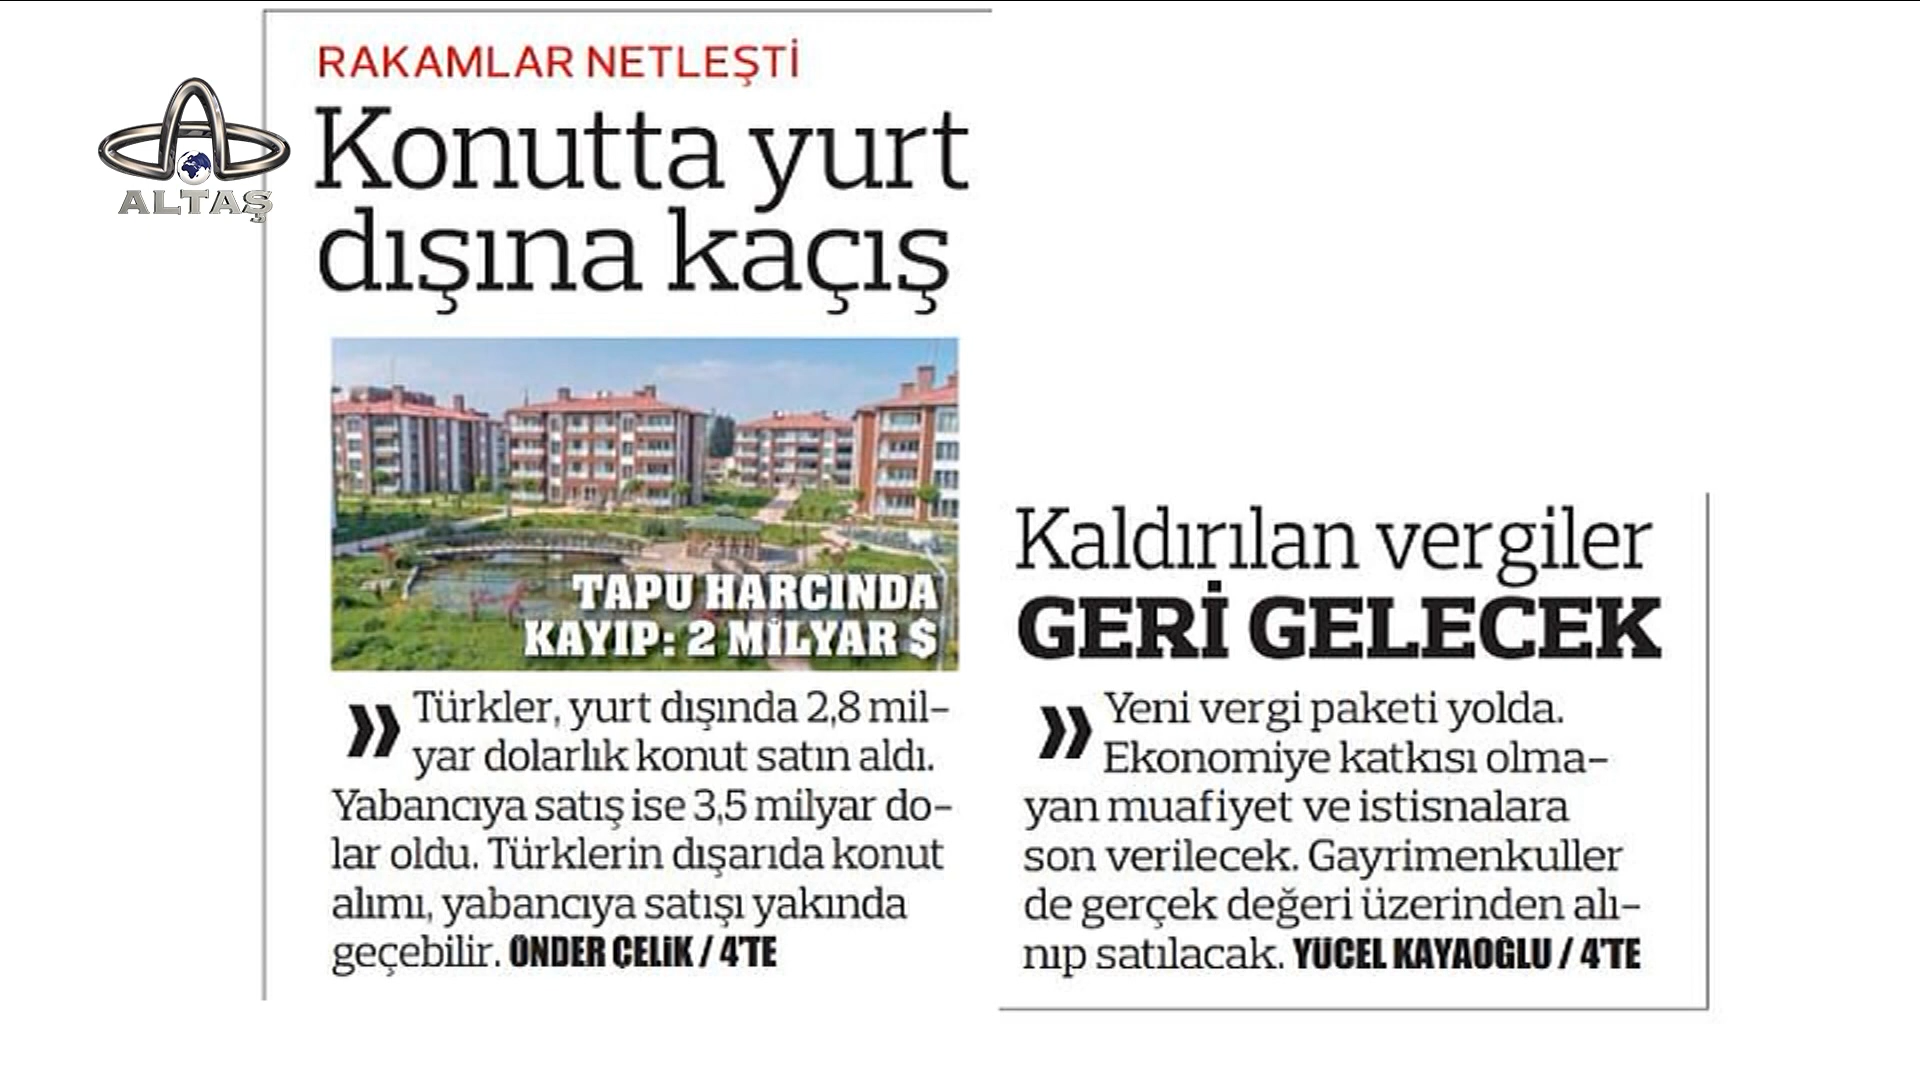 ALTAŞ
RAKAMLAR NETLEŞTİ
Konutta yurt
dışına kaçış
TAPU HARCINDA
KAYIP: 2 MİLYAR $
» Türkler, yurt dışında 2,8 mil-
yar dolarlık konut satın aldı.
Yabancıya satış ise 3,5 milyar do-
lar oldu. Türklerin dışarıda konut
alımı, yabancıya satışı yakında
geçebilir. ÖNDER ÇELİK / 4'TE
Kaldırılan vergiler
GERİ GELECEK
» Yeni vergi paketi yolda.
Ekonomiye katkısı olma-
yan muafiyet ve istisnalara
son verilecek. Gayrimenkuller
de gerçek değeri üzerinden alı-
nıp satılacak. YÜCEL KAYAOĞLU / 4'TE